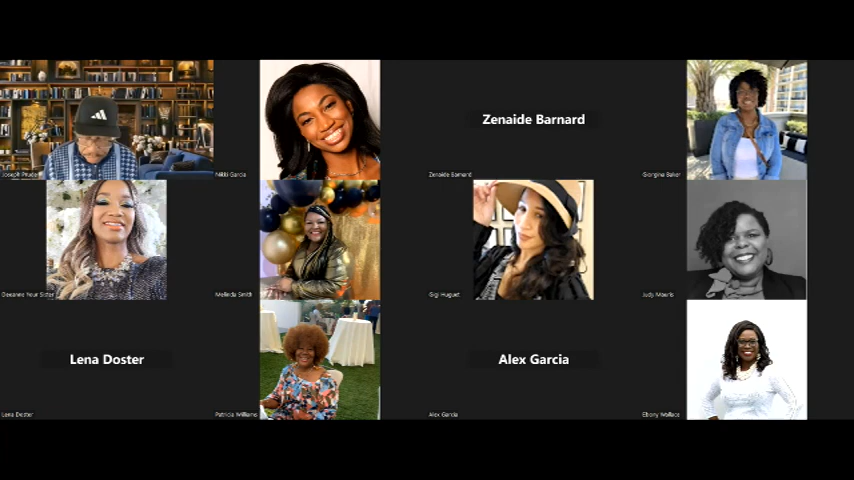 Zenaide Barnard
Joseph Prude
Nikki Garcia
Zenaide Barnard
Giorgina Baker
Deeanne Your Sister
Melinda Smith
Gigi Huguet
Judy Mauris
Lena Doster
Alex Garcia
Lena Doster
Patricia Williams
Alex Garcia
Ebony Wallace